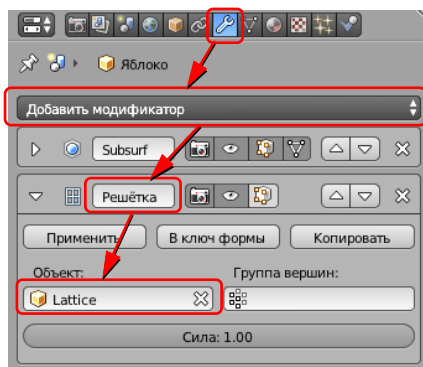 Яблоко
Добавить модификатор
Subsurf
Решётка
Применить В ключ формы Копировать
Объект: Группа вершин:
Lattice
Сила: 1.00